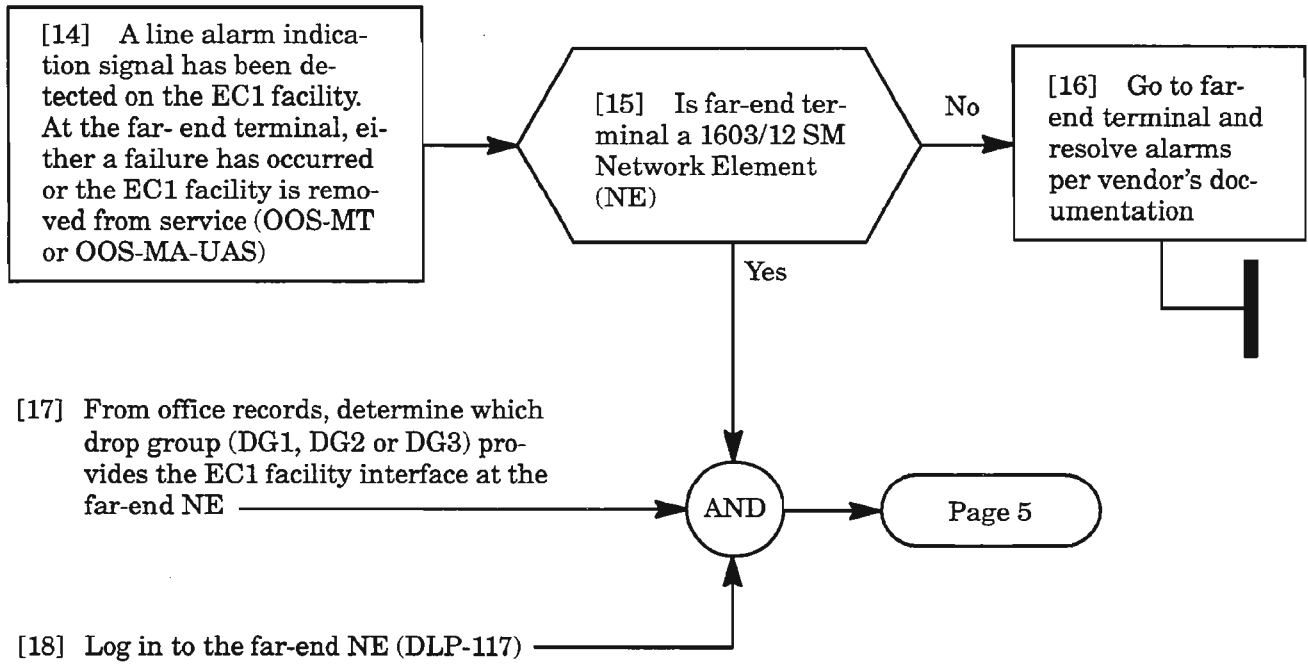 [14] A line alarm indica-
tion signal has been de-
tected on the EC1 facility.
At the far- end terminal, ei-
ther a failure has occurred
or the EC1 facility is remo-
ved from service (OOS-MT
or OOS-MA-UAS)
[15] Is far-end ter-
minal a 1603/12 SM
Network Element
(NE)
No
[16] Go to far-
end terminal and
resolve alarms
per vendor's doc-
umentation
Yes
[17] From office records, determine which
drop group (DG1, DG2 or DG3) pro-
vides the EC1 facility interface at the
far-end NE
AND
Page 5
[18] Log in to the far-end NE (DLP-117)